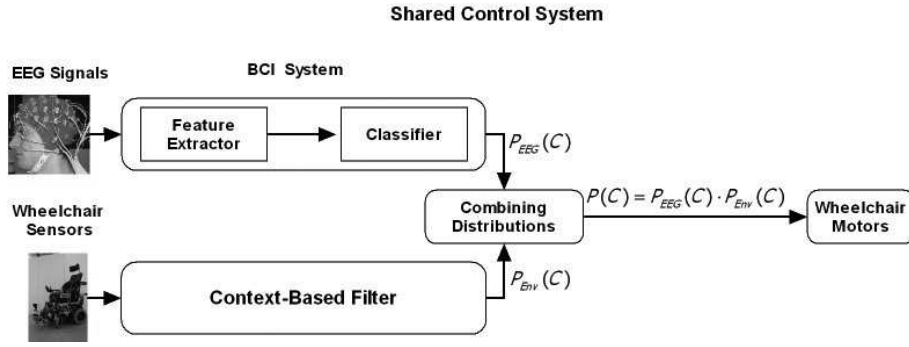 Shared Control System
EEG Signals
BCI System
Feature
Extractor
Classifier
P_EEG(C)
Wheelchair
Sensors
Combining
Distributions
P(C) = P_EEG(C) · P_Env(C)
Wheelchair
Motors
Context-Based Filter
P_Env(C)